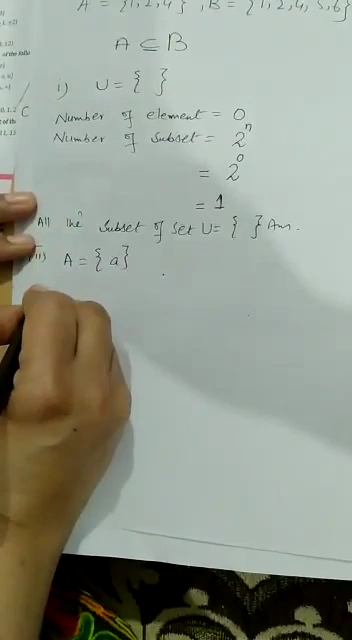 A = {1,2,4}, B = {1,2,4,5,6}
A ⊆ B
i) U = { }
Number of element = 0
Number of subset = 2ⁿ
= 2⁰
= 1
All the Subset of Set U = { } Ans.
ii) A = {a}